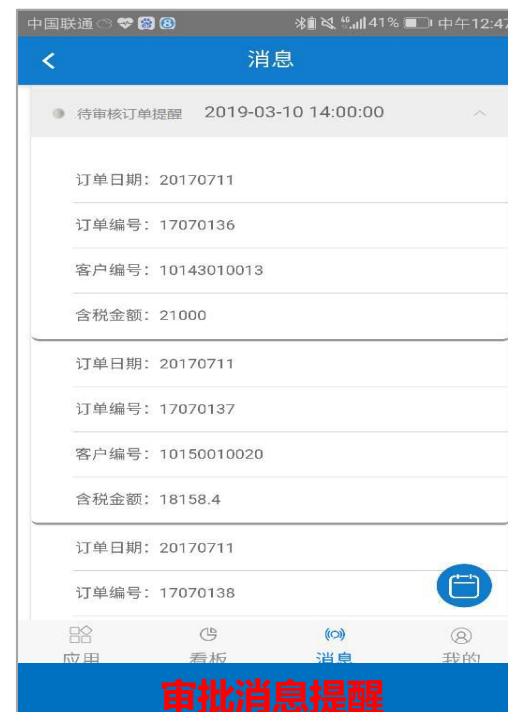 中国联通 ⑧ 41% 中午12:47
消息
待审核订单提醒 2019-03-10 14:00:00
订单日期：20170711
订单编号：17070136
客户编号：10143010013
含税金额：21000
订单日期：20170711
订单编号：17070137
客户编号：10150010020
含税金额：18158.4
订单日期：20170711
订单编号：17070138
应用 看板 消息 我的
审批消息提醒